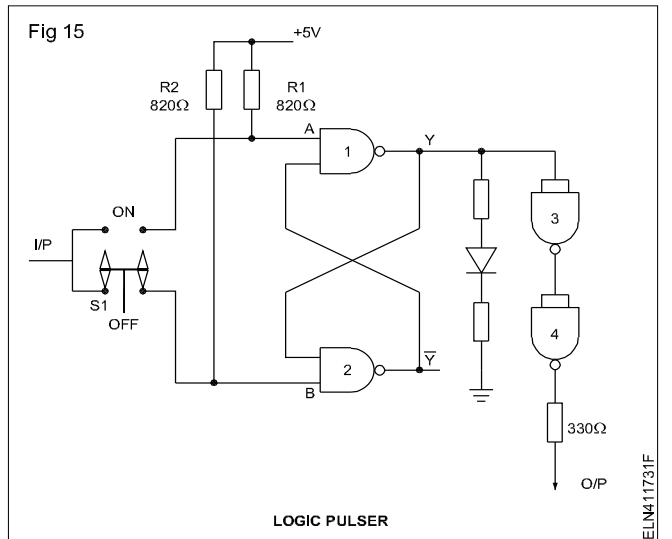 Fig 15
+5V
R2
820Ω
R1
820Ω
A
1
Y
ON
I/P
S1
OFF
3
4
2
Y̅
B
330Ω
O/P
LOGIC PULSER
ELN411731F